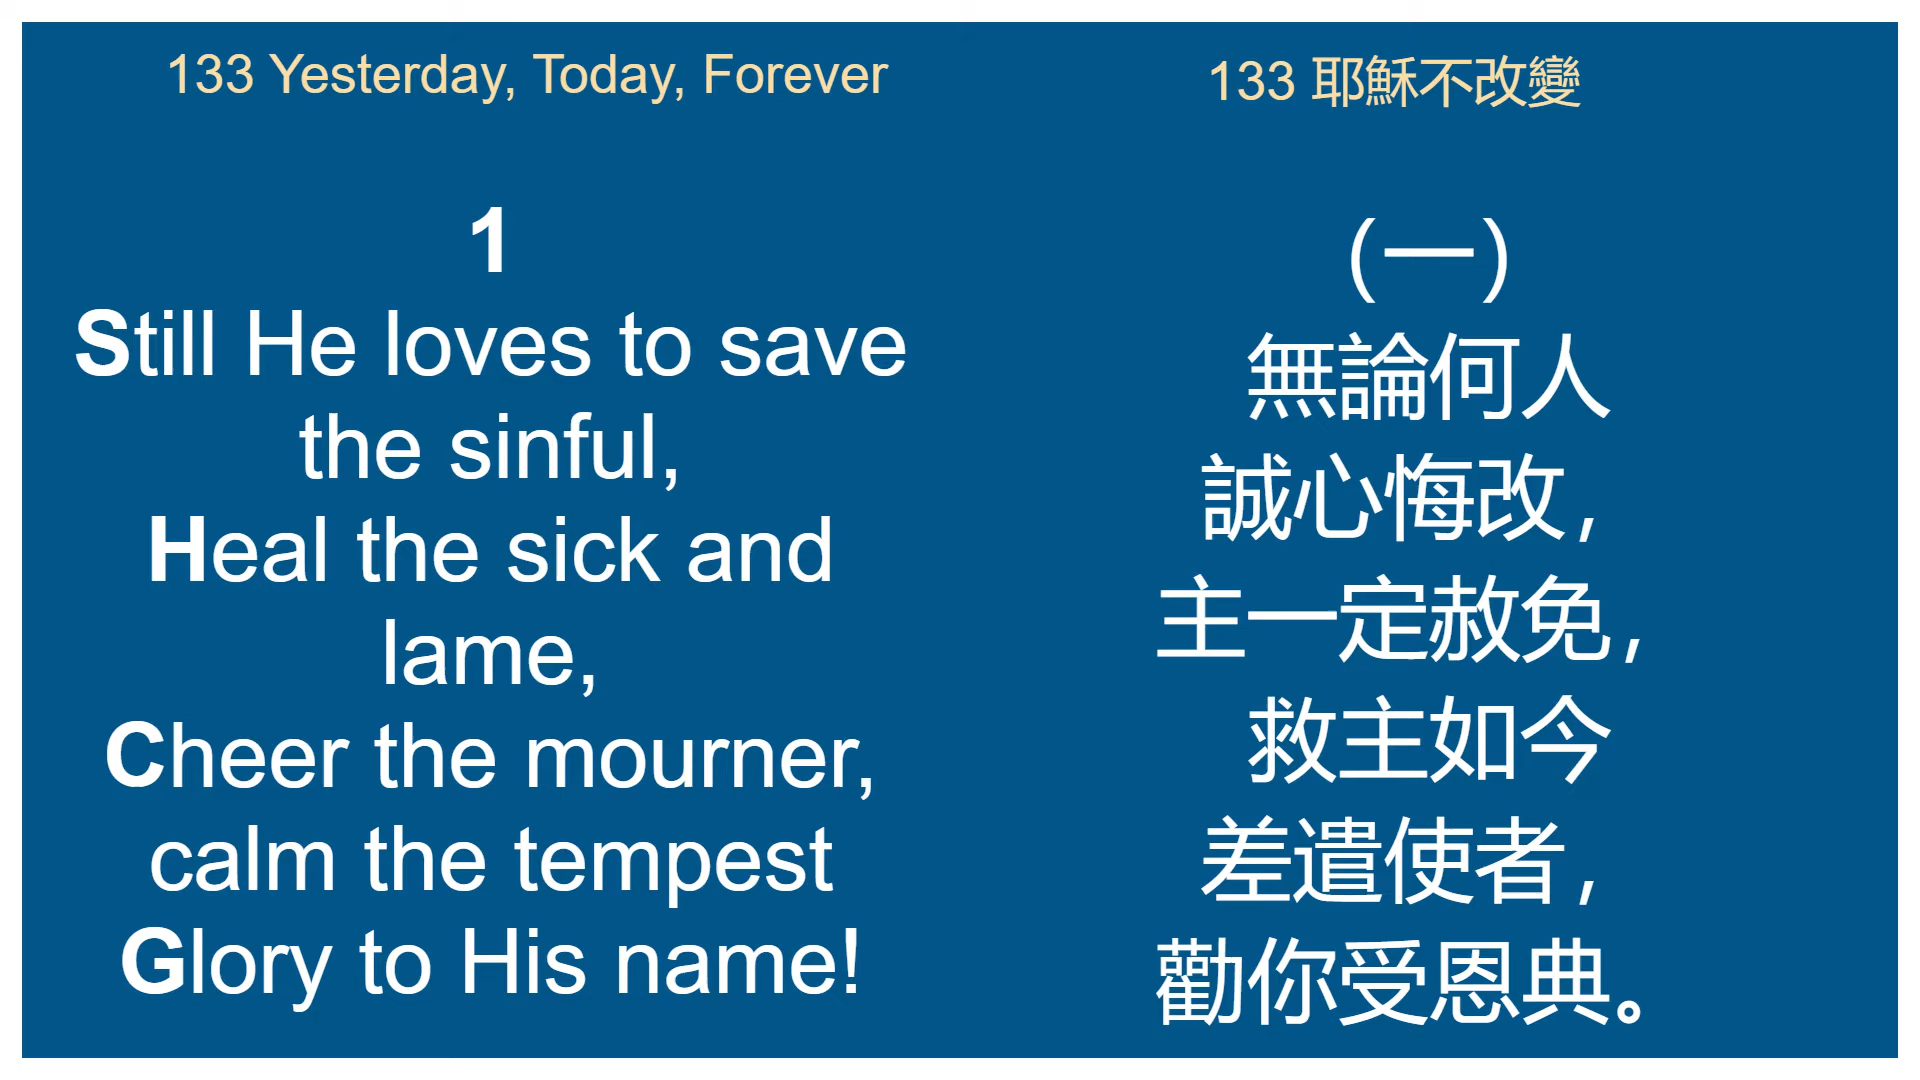 133 Yesterday, Today, Forever
1
Still He loves to save
the sinful,
Heal the sick and
lame,
Cheer the mourner,
calm the tempest
Glory to His name!
133 耶穌不改變
(一)
無論何人
誠心悔改，
主一定赦免，
救主如今
差遣使者，
勸你受恩典。